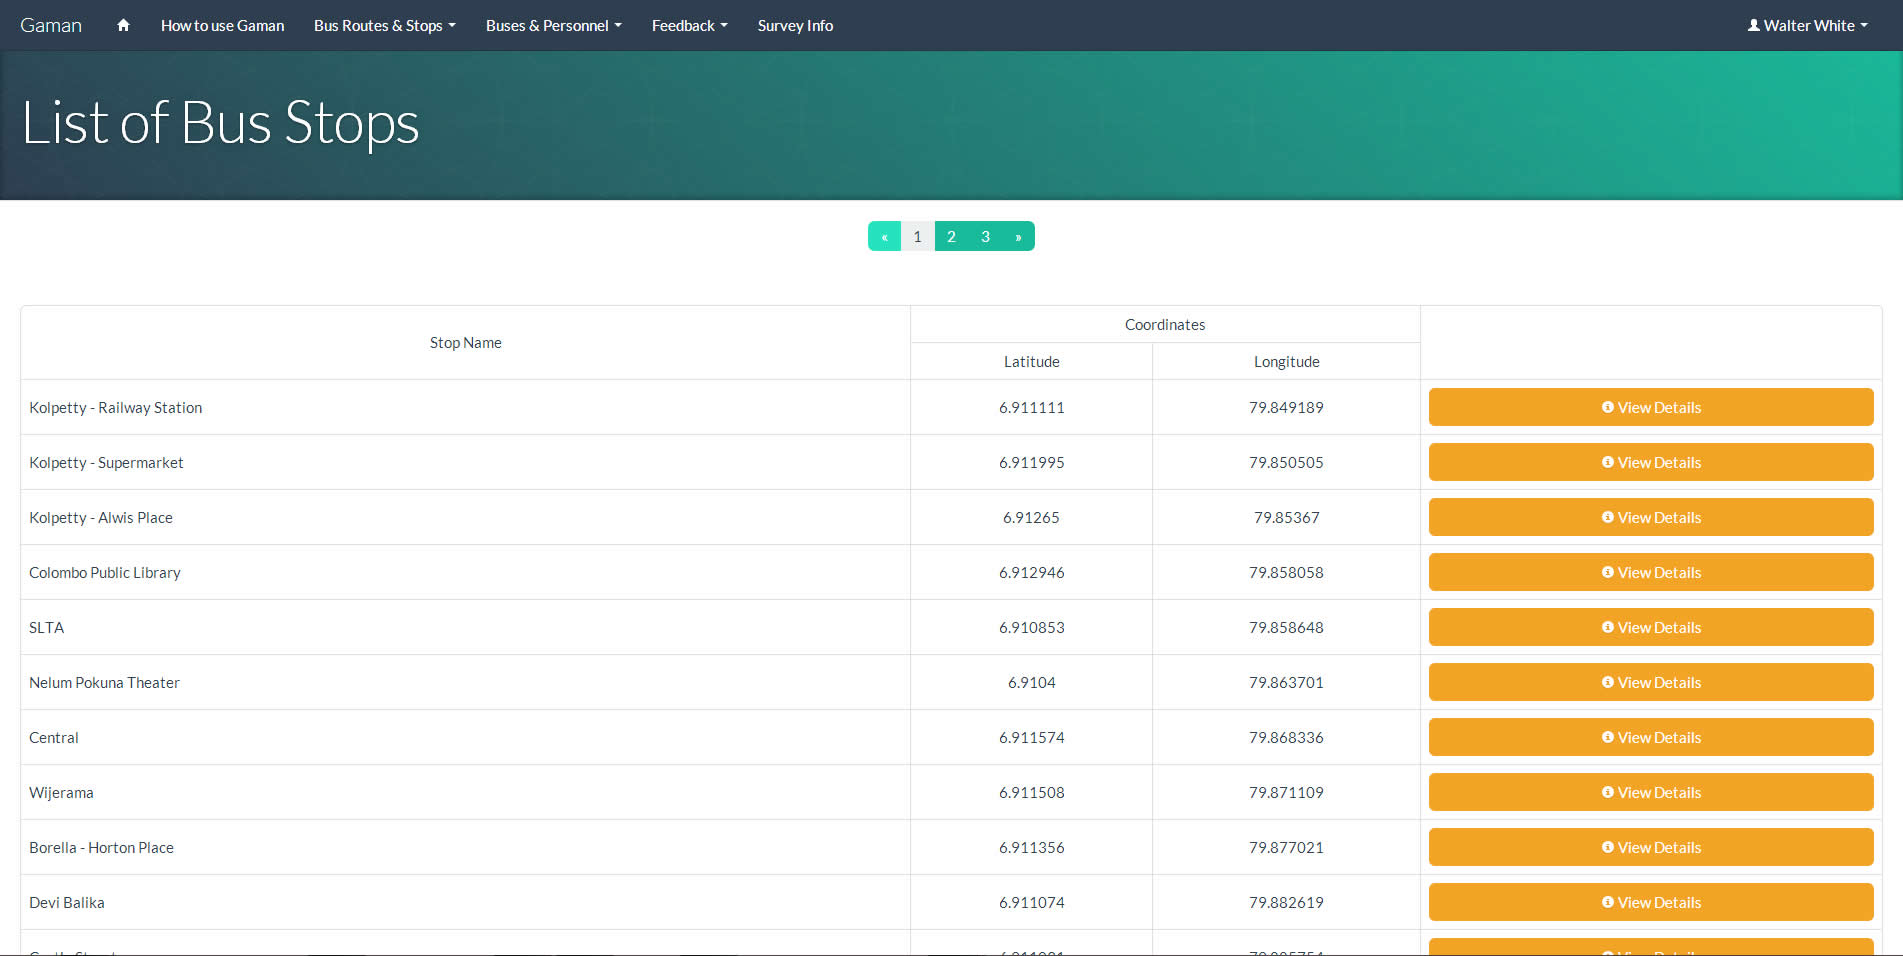 Gaman How to use Gaman Bus Routes & Stops Buses & Personnel Feedback Survey Info Walter White
List of Bus Stops
« 1 2 3 »
Stop Name Coordinates
Latitude Longitude
Kolpetty - Railway Station 6.911111 79.849189 View Details
Kolpetty - Supermarket 6.911995 79.850505 View Details
Kolpetty - Alwis Place 6.91265 79.85367 View Details
Colombo Public Library 6.912946 79.858058 View Details
SLTA 6.910853 79.858648 View Details
Nelum Pokuna Theater 6.9104 79.863701 View Details
Central 6.911574 79.868336 View Details
Wijerama 6.911508 79.871109 View Details
Borella - Horton Place 6.911356 79.877021 View Details
Devi Balika 6.911074 79.882619 View Details